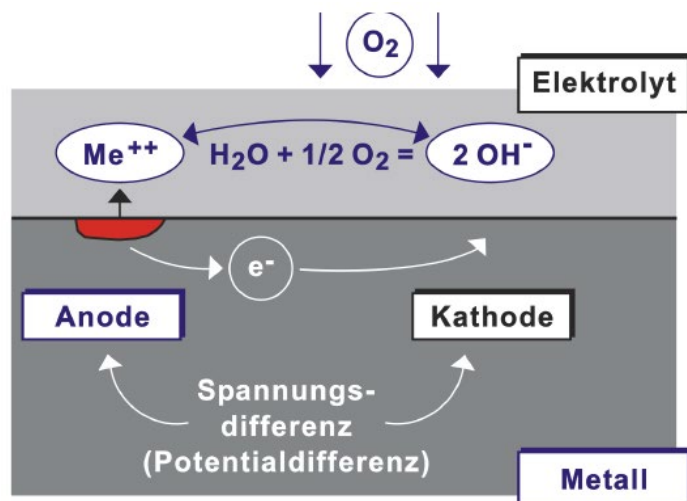 O₂
Elektrolyt
Me⁺⁺ H₂O + 1/2 O₂ = 2 OH⁻
e⁻
Anode
Kathode
Spannungs-
differenz
(Potentialdifferenz)
Metall